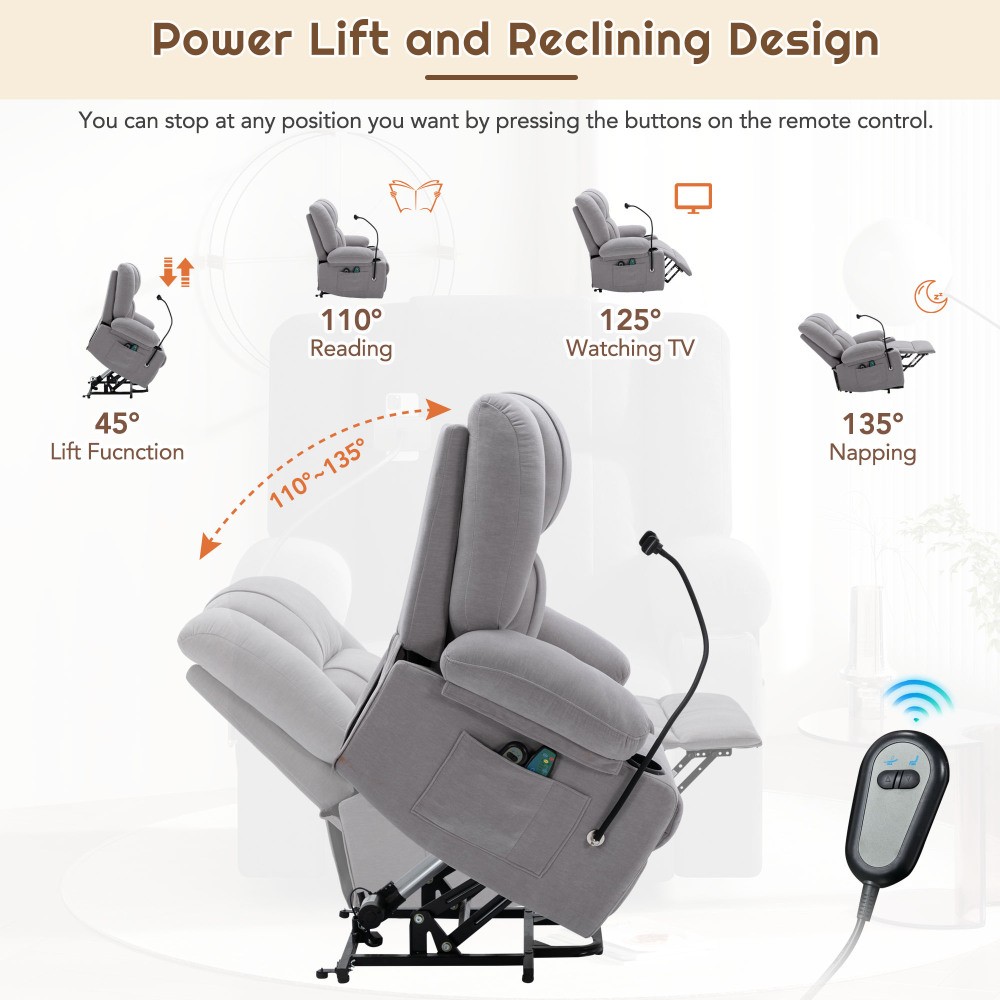 Power Lift and Reclining Design
You can stop at any position you want by pressing the buttons on the remote control.
110°
Reading
125°
Watching TV
45°
Lift Fucnction
135°
Napping
110°~135°